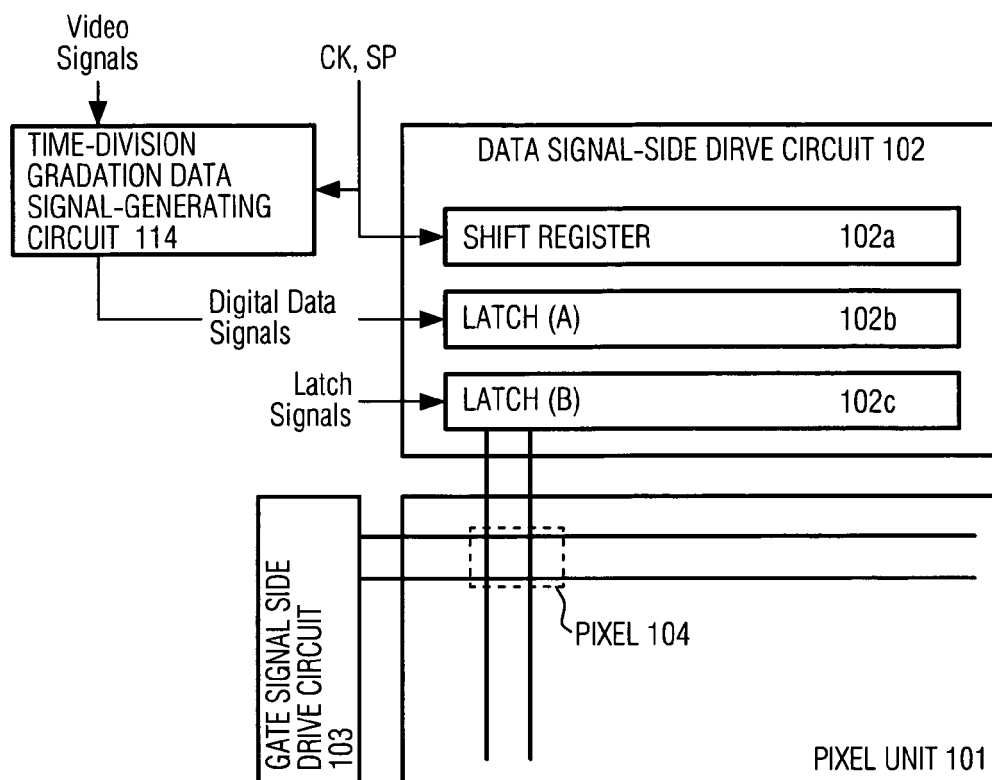 Video
Signals
CK, SP
TIME-DIVISION
GRADATION DATA
SIGNAL-GENERATING
CIRCUIT 114
DATA SIGNAL-SIDE DIRVE CIRCUIT 102
SHIFT REGISTER 102a
Digital Data
Signals
LATCH (A) 102b
Latch
Signals
LATCH (B) 102c
GATE SIGNAL SIDE
DRIVE CIRCUIT
103
PIXEL 104
PIXEL UNIT 101